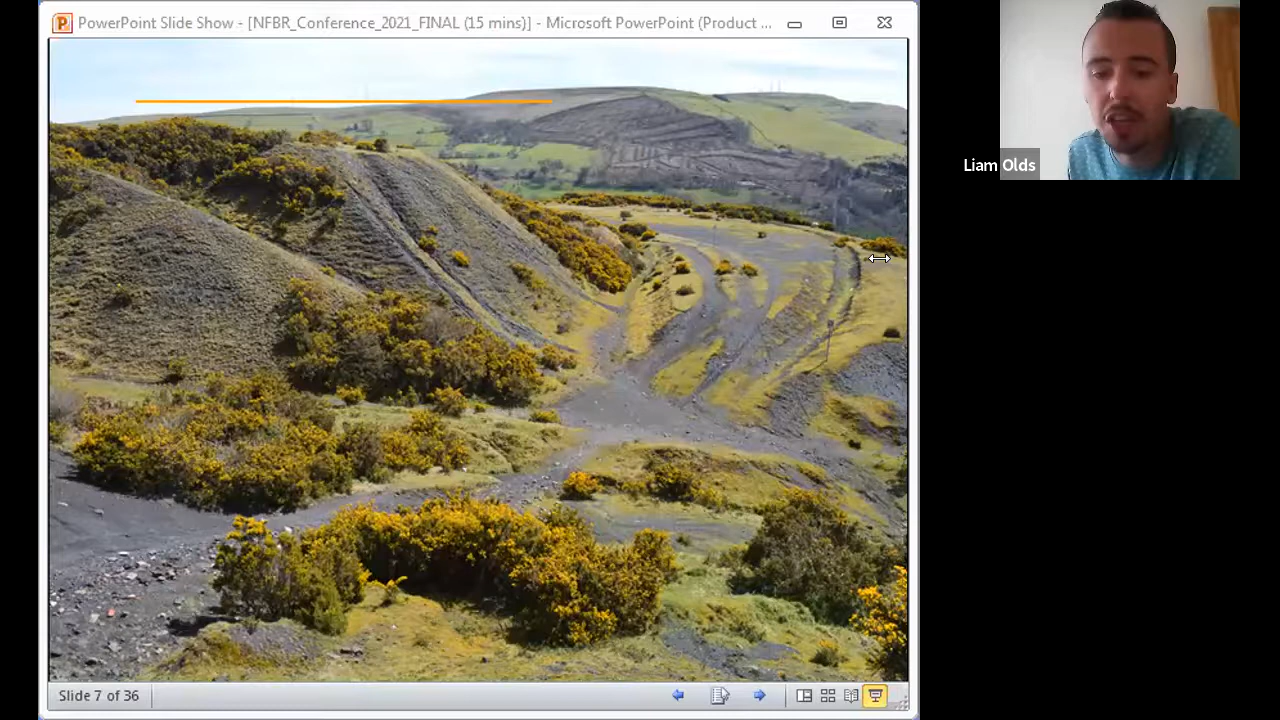 PowerPoint Slide Show - [NFBR_Conference_2021_FINAL (15 mins)] - Microsoft PowerPoint (Product ...
Liam Olds
Slide 7 of 36